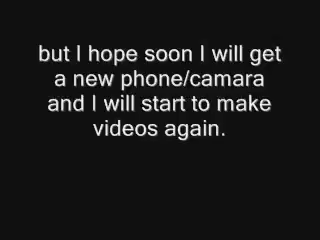 but I hope soon I will get
a new phone/camara
and I will start to make
videos again.